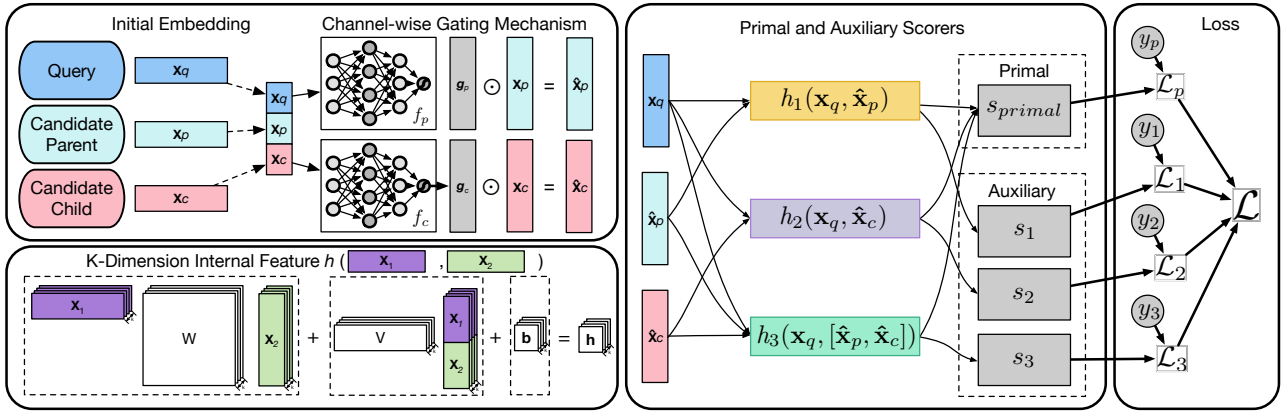 Initial Embedding
Channel-wise Gating Mechanism
Query
x_q
Candidate
Parent
x_p
Candidate
Child
x_c
x_q
x_p
x_c
f_p
g_p ⊙ x_p = x̂_p
f_c
g_c ⊙ x_c = x̂_c
K-Dimension Internal Feature h ( x_1 , x_2 )
x_1 W x_2 + V x_1 x_2 + b = h
Primal and Auxiliary Scorers
x_q
x̂_p
x̂_c
h_1(x_q, x̂_p)
h_2(x_q, x̂_c)
h_3(x_q, [x̂_p, x̂_c])
Primal
s_primal
Auxiliary
s_1
s_2
s_3
Loss
y_p
ℒ_p
y_1
ℒ_1
y_2
ℒ_2
y_3
ℒ_3
ℒ